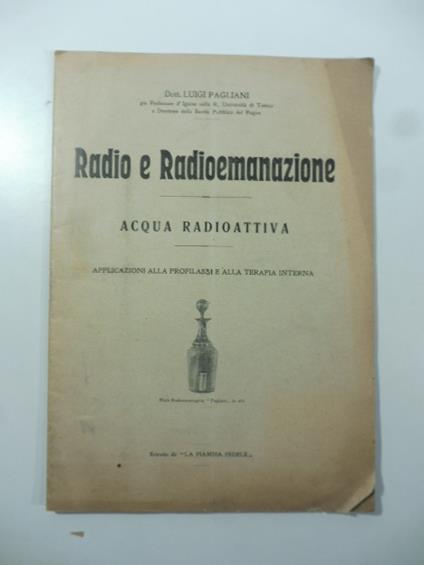 Dott. LUIGI PAGLIANI
già Professore d'Igiene nella R. Università di Torino
e Direttore della Sanità Pubblica del Regno
Radio e Radioemanazione
ACQUA RADIOATTIVA
APPLICAZIONI ALLA PROFILASSI E ALLA TERAPIA INTERNA
"Pagliani"
Estratto da "LA FIAMMA FEDELE"